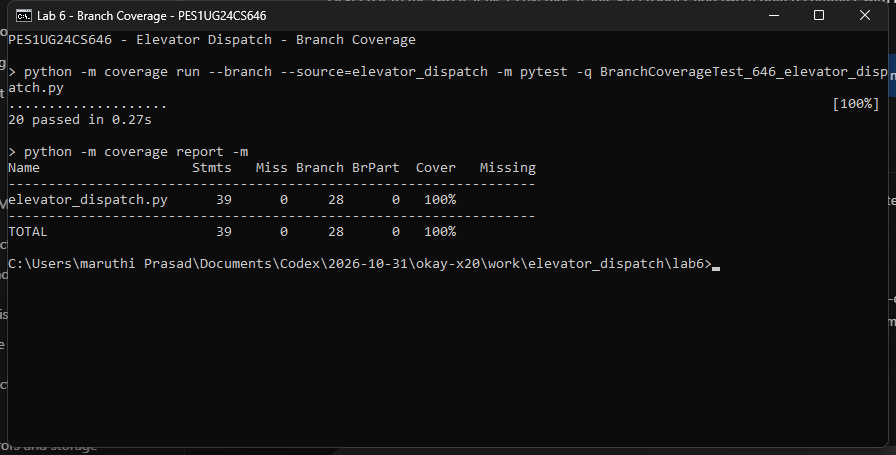 Lab 6 - Branch Coverage - PES1UG24CS646
PES1UG24CS646 - Elevator Dispatch - Branch Coverage
> python -m coverage run --branch --source=elevator_dispatch -m pytest -q BranchCoverageTest_646_elevator_disp
atch.py
.................... [100%]
20 passed in 0.27s
> python -m coverage report -m
Name Stmts Miss Branch BrPart Cover Missing
------------------------------------------------------------------
elevator_dispatch.py 39 0 28 0 100%
------------------------------------------------------------------
TOTAL 39 0 28 0 100%
C:\Users\maruthi Prasad\Documents\Codex\2026-10-31\okay-x20\work\elevator_dispatch\lab6>